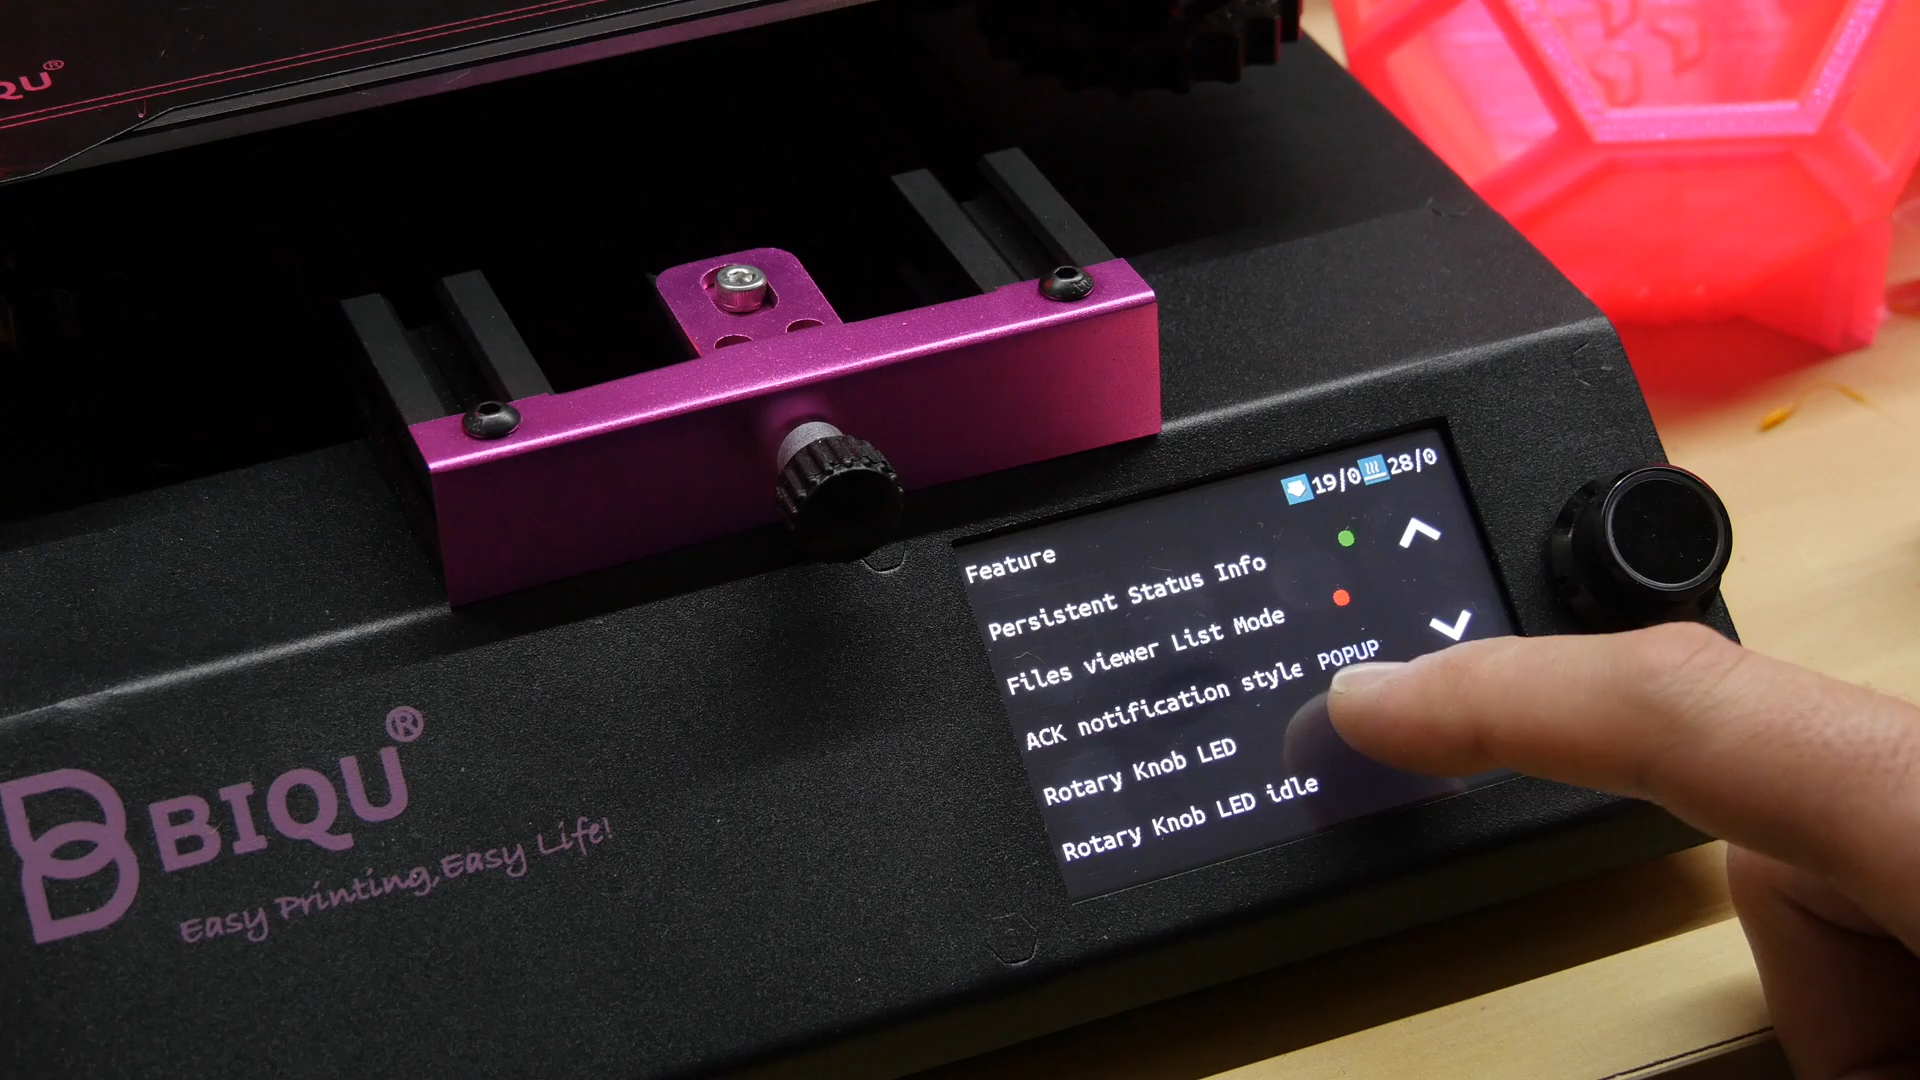 QU®
19/0 28/0
Feature
Persistent Status Info
Files viewer List Mode
ACK notification style POPUP
Rotary Knob LED
Rotary Knob LED idle
BIQU®
Easy Printing,Easy Life!